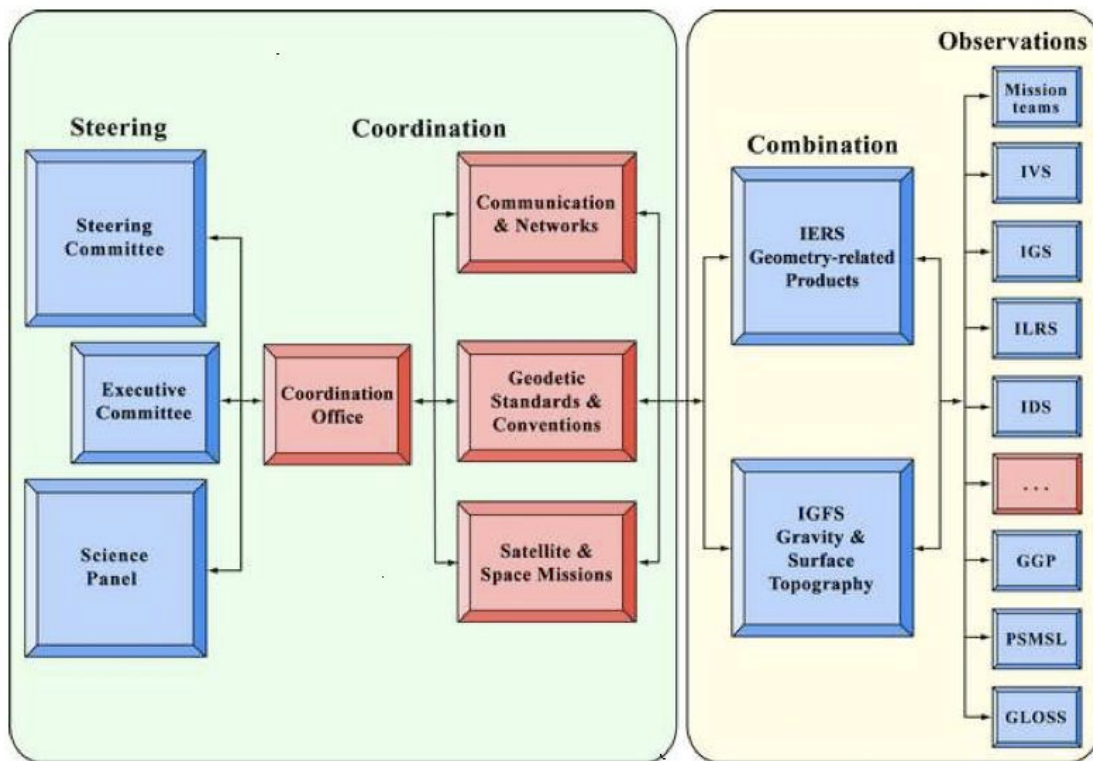 Steering
Steering
Committee
Executive
Committee
Science
Panel
Coordination
Coordination
Office
Communication
& Networks
Geodetic
Standards &
Conventions
Satellite &
Space Missions
Combination
IERS
Geometry-related
Products
IGFS
Gravity &
Surface
Topography
Observations
Mission
teams
IVS
IGS
ILRS
IDS
. . .
GGP
PSMSL
GLOSS